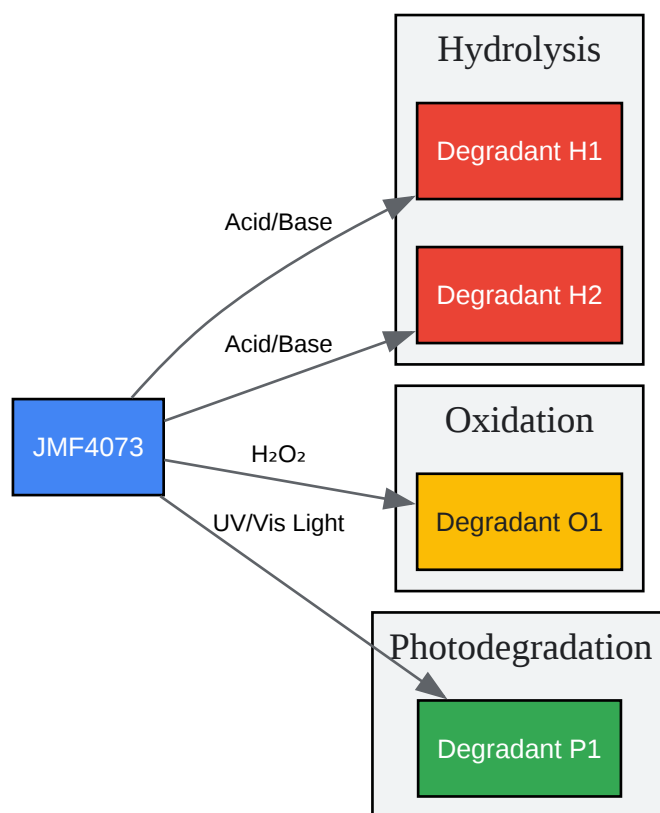 Hydrolysis
Degradant H1
Acid/Base
Degradant H2
Acid/Base
JMF4073
Oxidation
H₂O₂
Degradant O1
UV/Vis Light
Photodegradation
Degradant P1